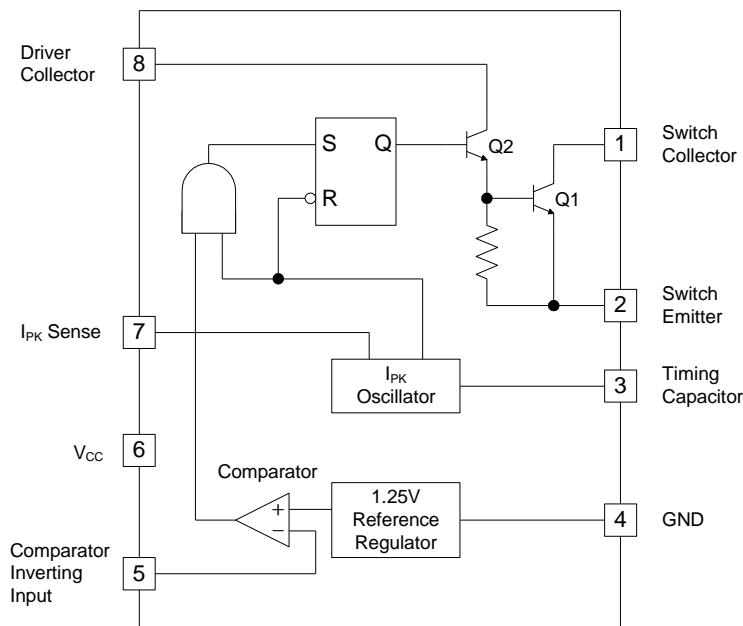 Driver
Collector
8
S
Q
R
Q2
Q1
1
Switch
Collector
2
Switch
Emitter
IPK Sense
7
IPK
Oscillator
3
Timing
Capacitor
VCC
6
Comparator
+
−
1.25V
Reference
Regulator
4
GND
Comparator
Inverting
Input
5